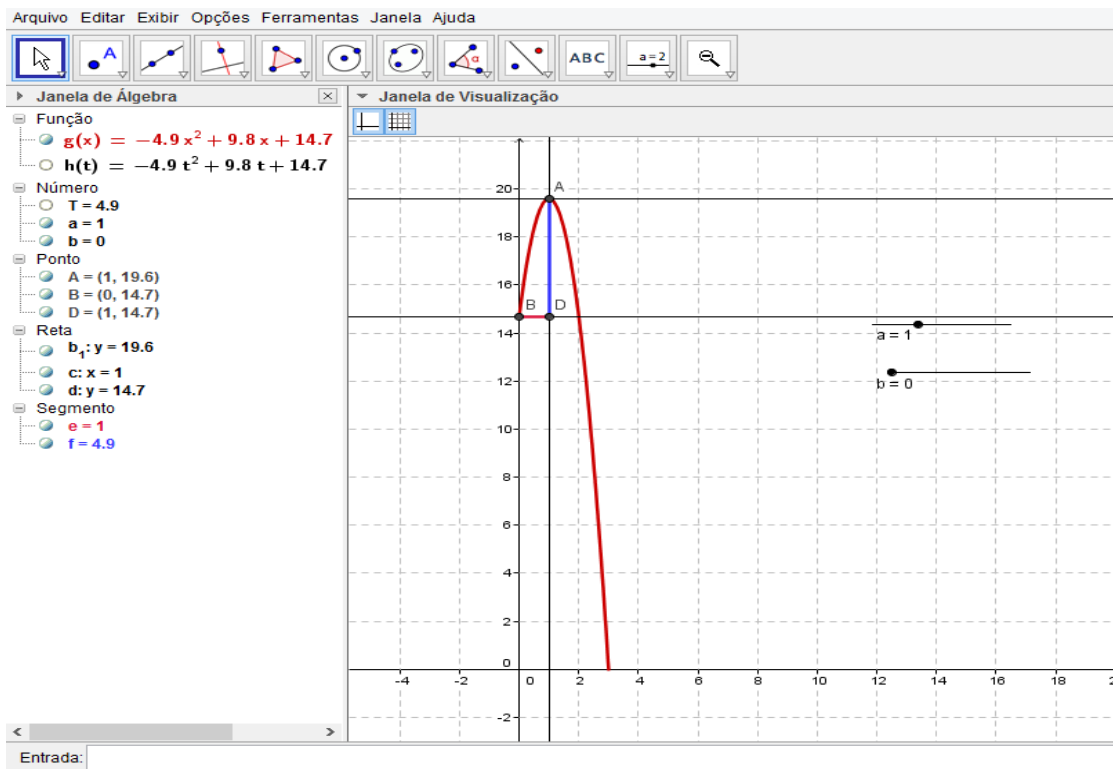 Arquivo Editar Exibir Opções Ferramentas Janela Ajuda
A
α
ABC
a=2
Janela de Álgebra
Função
g(x) = −4.9 x² + 9.8 x + 14.7
h(t) = −4.9 t² + 9.8 t + 14.7
Número
T = 4.9
a = 1
b = 0
Ponto
A = (1, 19.6)
B = (0, 14.7)
D = (1, 14.7)
Reta
b₁: y = 19.6
c: x = 1
d: y = 14.7
Segmento
e = 1
f = 4.9
Janela de Visualização
20
A
18
16
B
D
14
a = 1
12
b = 0
10
8
6
4
2
0
-4
-2
0
2
4
6
8
10
12
14
16
18
-2
Entrada: